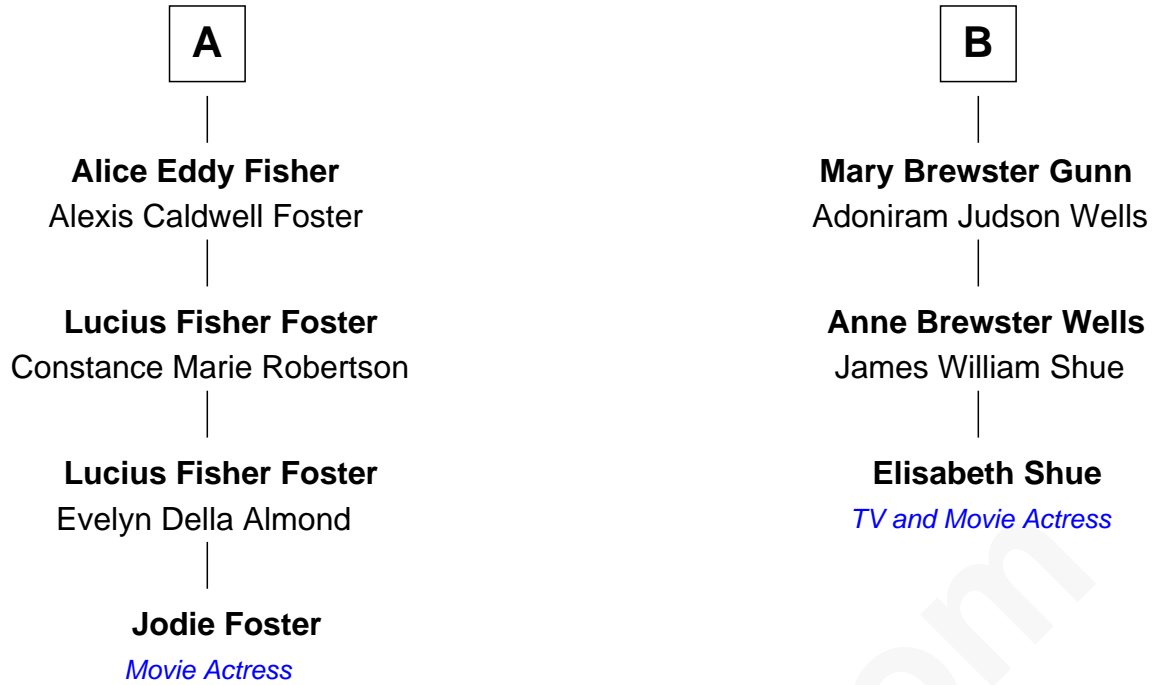 A
Alice Eddy Fisher
Alexis Caldwell Foster
Lucius Fisher Foster
Constance Marie Robertson
Lucius Fisher Foster
Evelyn Della Almond
Jodie Foster
Movie Actress
B
Mary Brewster Gunn
Adoniram Judson Wells
Anne Brewster Wells
James William Shue
Elisabeth Shue
TV and Movie Actress
om